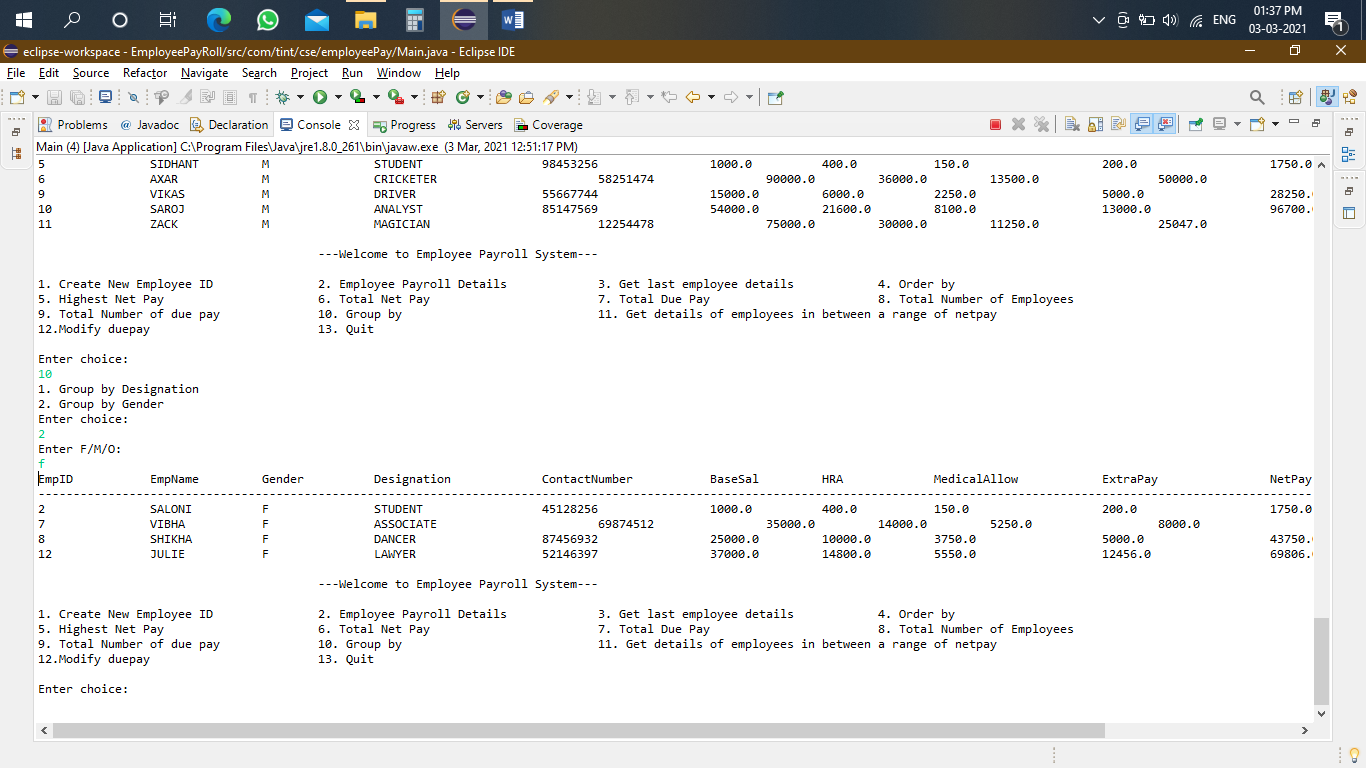 ENG
01:37 PM
03-03-2021
1
eclipse-workspace - EmployeePayRoll/src/com/tint/cse/employeePay/Main.java - Eclipse IDE
File Edit Source Refactor Navigate Search Project Run Window Help
Problems @ Javadoc Declaration Console Progress Servers Coverage
Main (4) [Java Application] C:\Program Files\Java\jre1.8.0_261\bin\javaw.exe (3 Mar, 2021 12:51:17 PM)
5 SIDHANT M STUDENT 98453256 1000.0 400.0 150.0 200.0 1750.0
6 AXAR M CRICKETER 58251474 90000.0 36000.0 13500.0 50000.0
9 VIKAS M DRIVER 55667744 15000.0 6000.0 2250.0 5000.0 28250.
10 SAROJ M ANALYST 85147569 54000.0 21600.0 8100.0 13000.0 96700.
11 ZACK M MAGICIAN 12254478 75000.0 30000.0 11250.0 25047.0
---Welcome to Employee Payroll System---
1. Create New Employee ID 2. Employee Payroll Details 3. Get last employee details 4. Order by
5. Highest Net Pay 6. Total Net Pay 7. Total Due Pay 8. Total Number of Employees
9. Total Number of due pay 10. Group by 11. Get details of employees in between a range of netpay
12.Modify duepay 13. Quit
Enter choice:
10
1. Group by Designation
2. Group by Gender
Enter choice:
2
Enter F/M/O:
f
EmpID EmpName Gender Designation ContactNumber BaseSal HRA MedicalAllow ExtraPay NetPay
2 SALONI F STUDENT 45128256 1000.0 400.0 150.0 200.0 1750.0
7 VIBHA F ASSOCIATE 69874512 35000.0 14000.0 5250.0 8000.0
8 SHIKHA F DANCER 87456932 25000.0 10000.0 3750.0 5000.0 43750.
12 JULIE F LAWYER 52146397 37000.0 14800.0 5550.0 12456.0 69806.
---Welcome to Employee Payroll System---
1. Create New Employee ID 2. Employee Payroll Details 3. Get last employee details 4. Order by
5. Highest Net Pay 6. Total Net Pay 7. Total Due Pay 8. Total Number of Employees
9. Total Number of due pay 10. Group by 11. Get details of employees in between a range of netpay
12.Modify duepay 13. Quit
Enter choice: